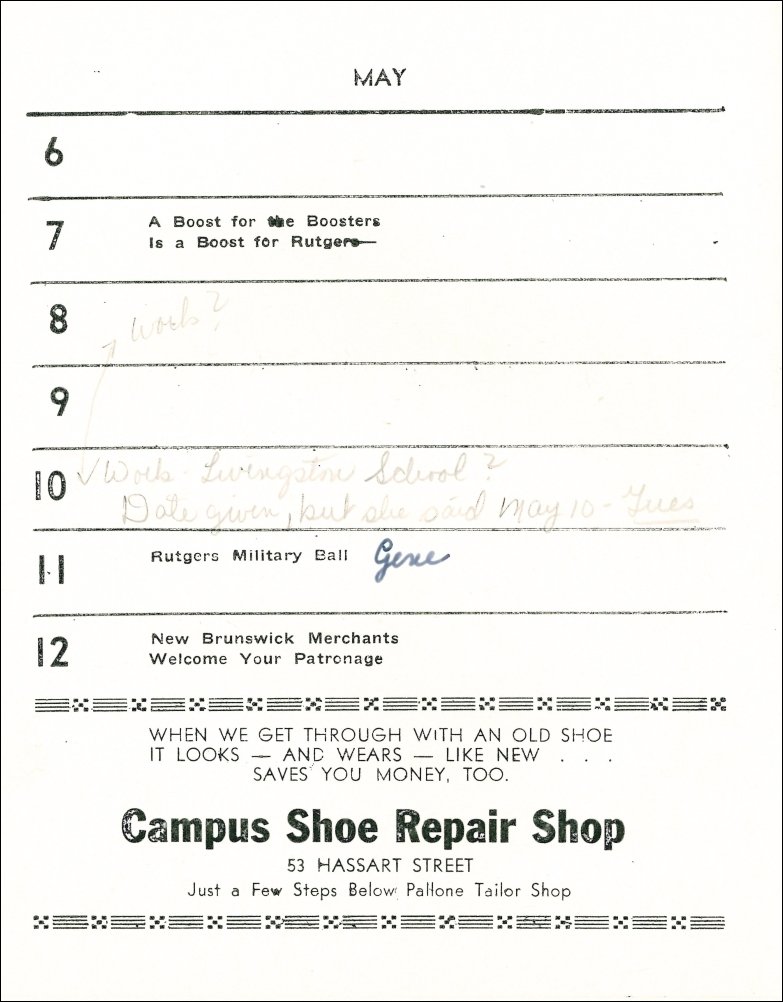 MAY
6
7 A Boost for the Boosters
Is a Boost for Rutgers—
8 Work?
9
10 ✓ Work - Livingston School?
Date given, but she said May 10 - Tues
11 Rutgers Military Ball Gene
12 New Brunswick Merchants
Welcome Your Patronage
WHEN WE GET THROUGH WITH AN OLD SHOE
IT LOOKS — AND WEARS — LIKE NEW . . .
SAVES YOU MONEY, TOO.
Campus Shoe Repair Shop
53 HASSART STREET
Just a Few Steps Below Pallone Tailor Shop